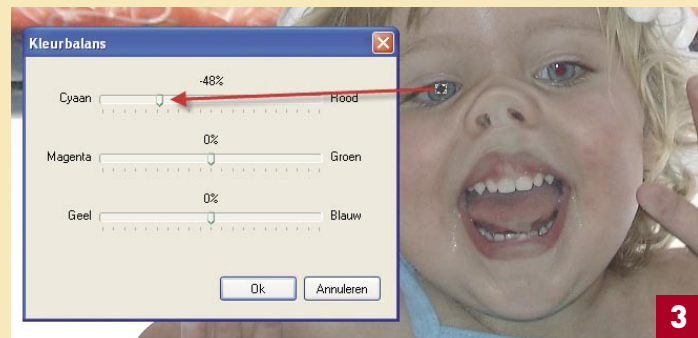 Kleurbalans
-48%
Cyaan Rood
0%
Magenta Groen
0%
Geel Blauw
Ok Annuleren
3